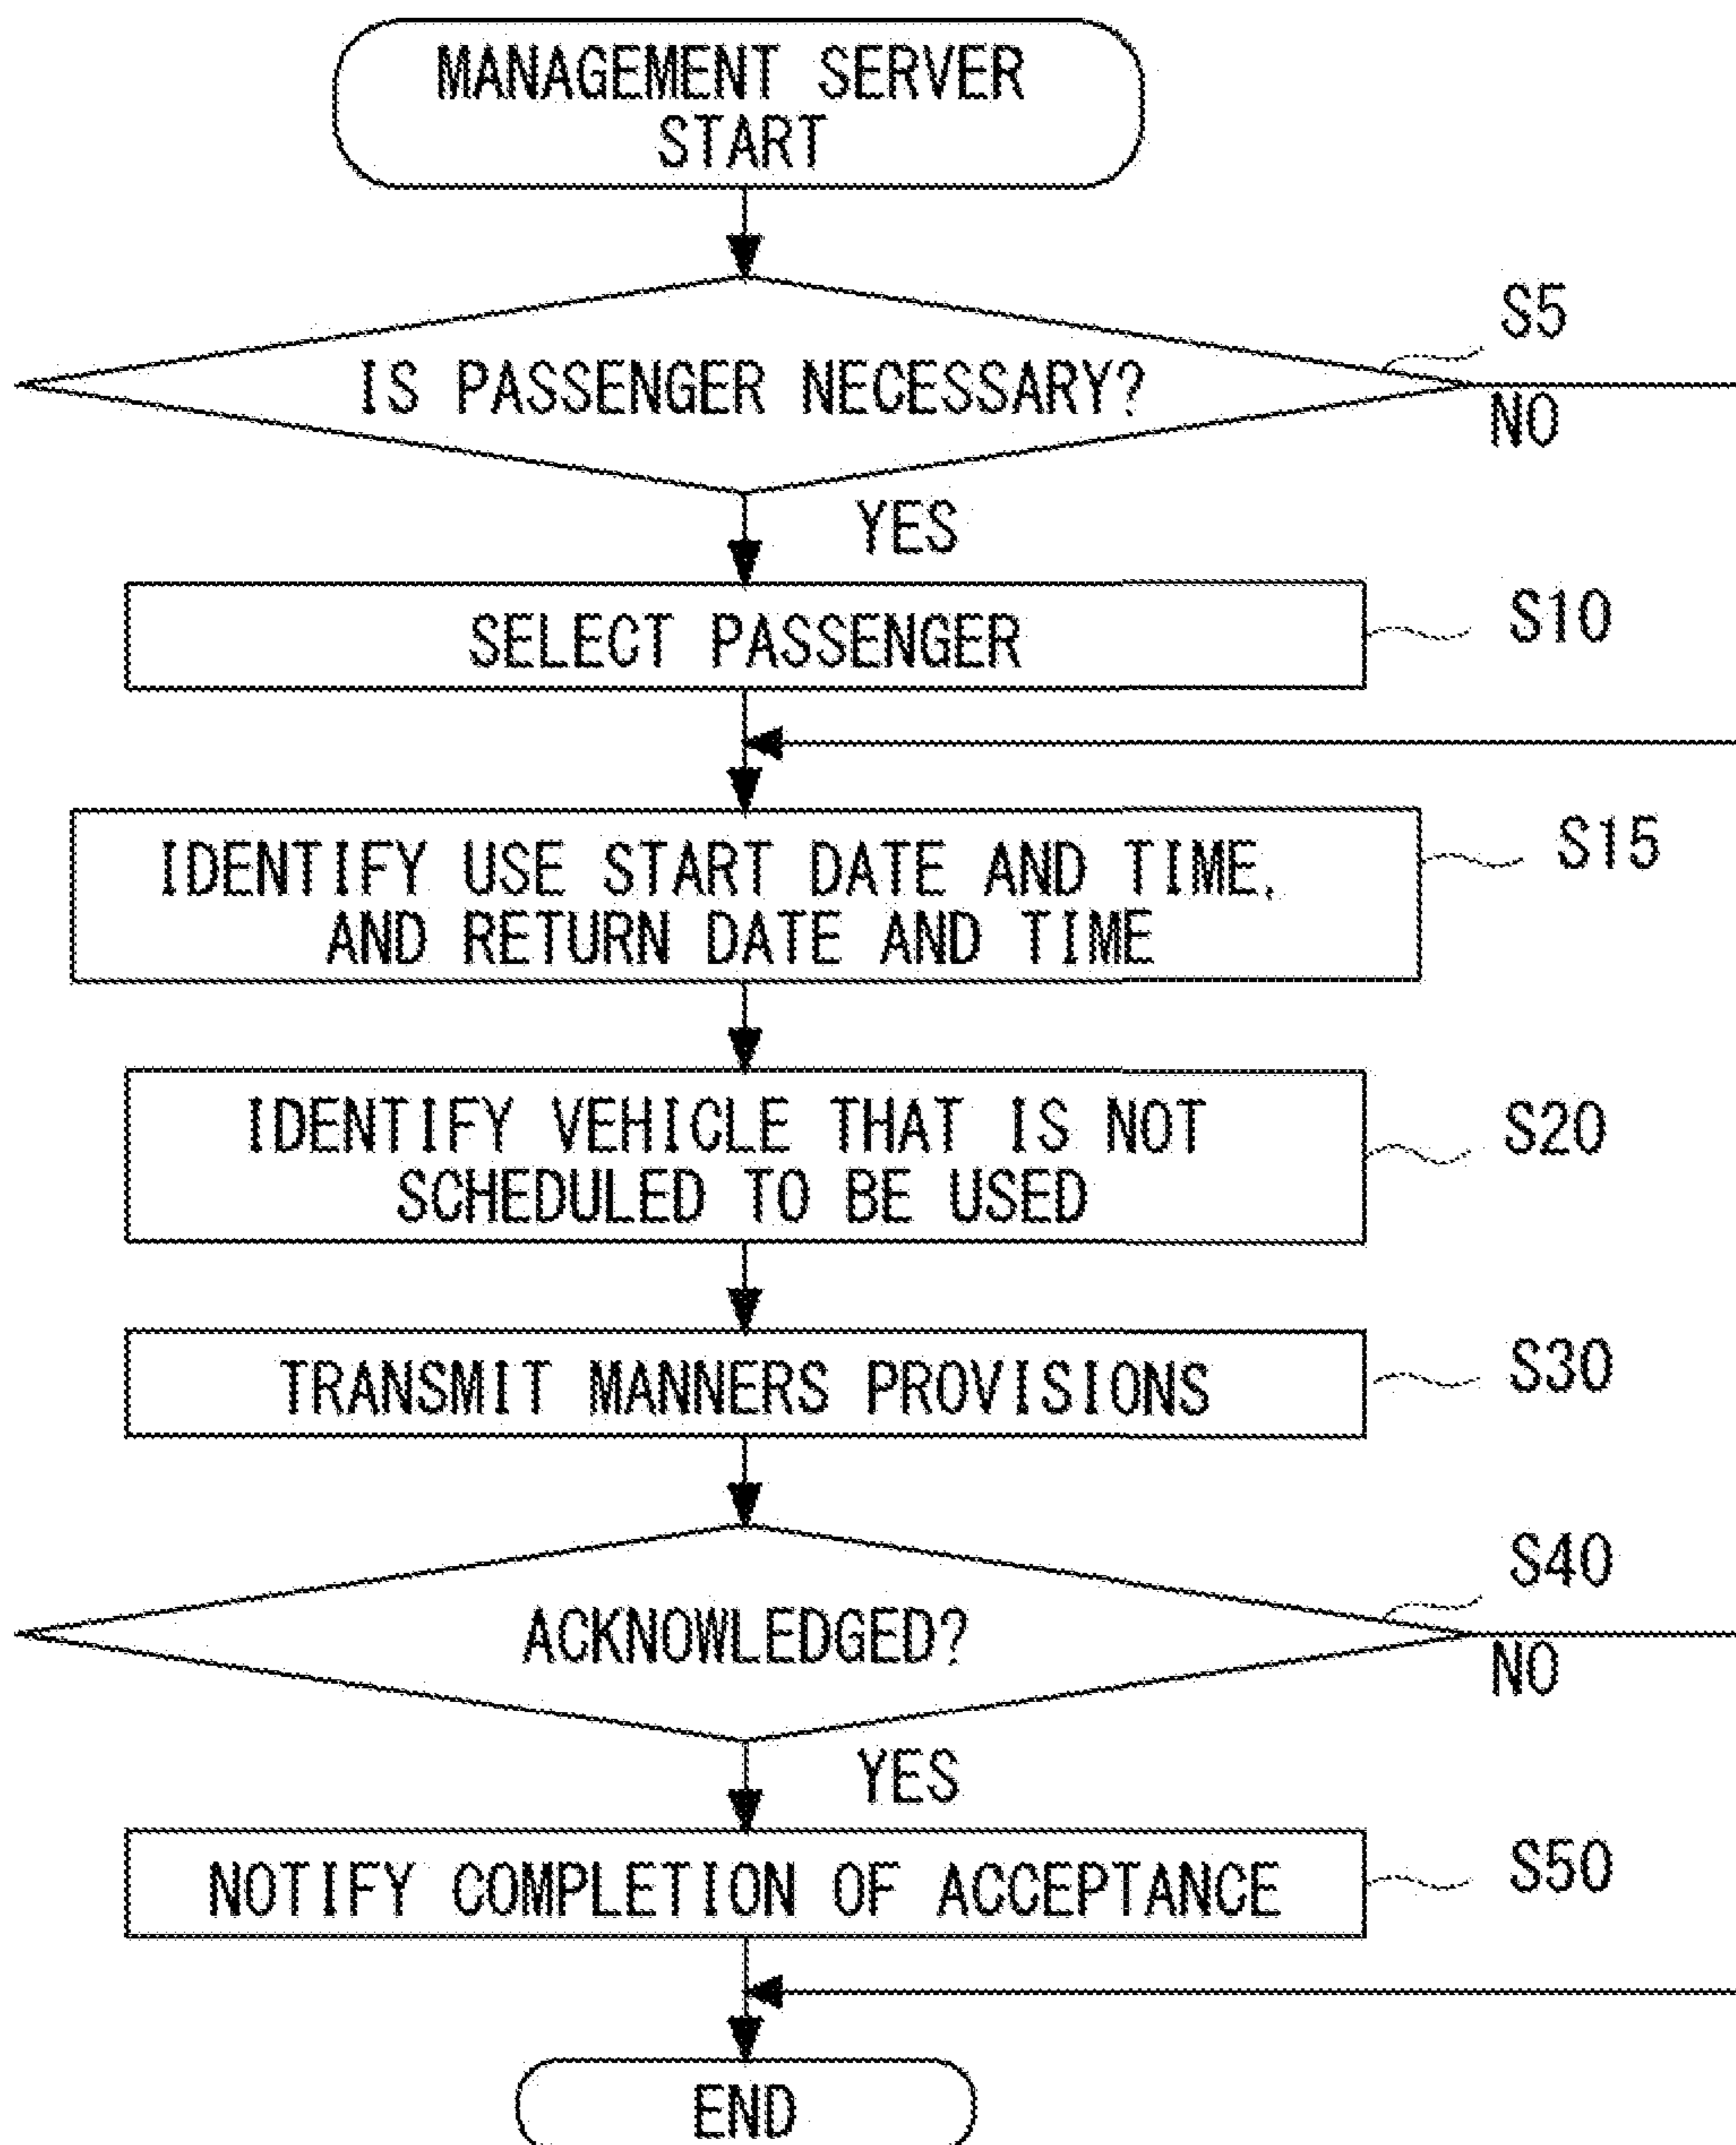 MANAGEMENT SERVER
START
S5
IS PASSENGER NECESSARY?
NO
YES
SELECT PASSENGER
S10
IDENTIFY USE START DATE AND TIME,
AND RETURN DATE AND TIME
S15
IDENTIFY VEHICLE THAT IS NOT
SCHEDULED TO BE USED
S20
TRANSMIT MANNERS PROVISIONS
S30
S40
ACKNOWLEDGED?
NO
YES
NOTIFY COMPLETION OF ACCEPTANCE
S50
END